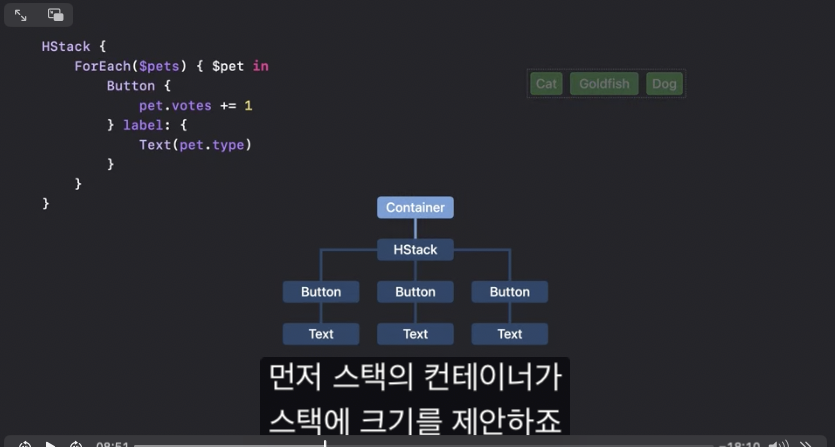 HStack {
ForEach($pets) { $pet in
Button {
pet.votes += 1
} label: {
Text(pet.type)
}
}
}
Cat Goldfish Dog
Container
HStack
Button Button Button
Text Text Text
먼저 스택의 컨테이너가
스택에 크기를 제안하죠
08:51 -18:10